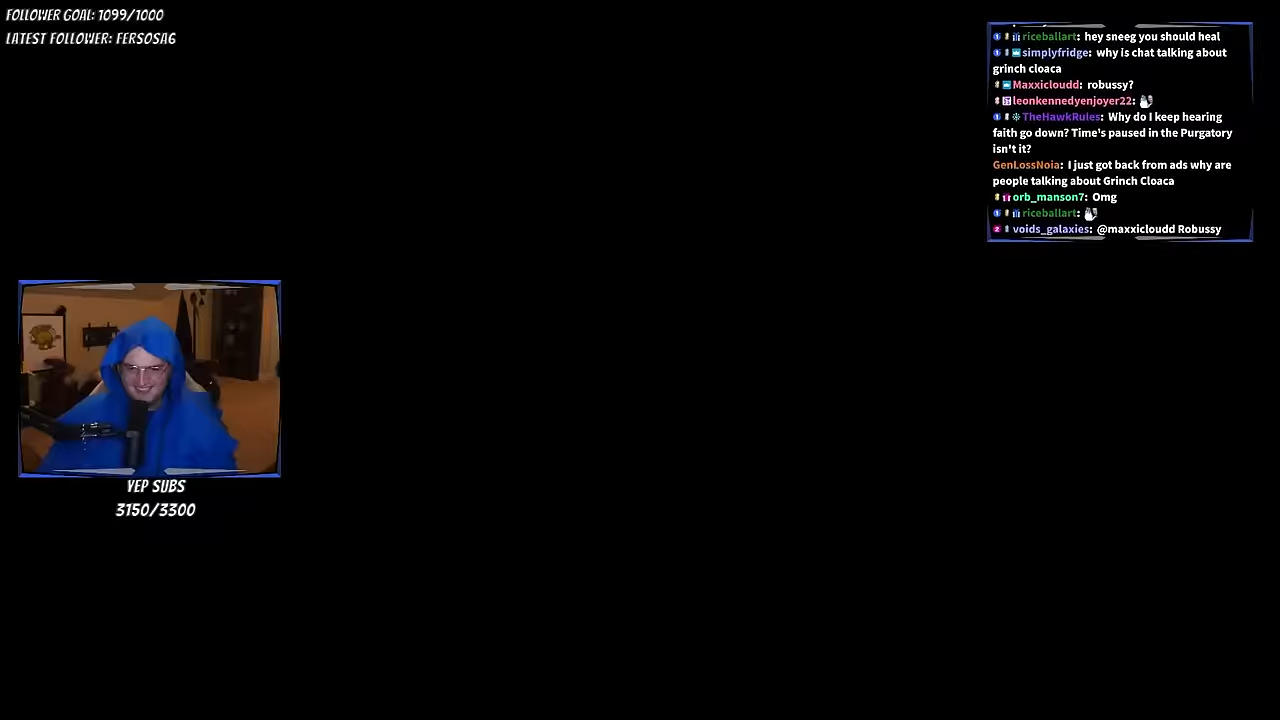 FOLLOWER GOAL: 1099/1000
LATEST FOLLOWER: FERSOSA6
riceballart: hey sneeg you should heal
simplyfridge: why is chat talking about
grinch cloaca
Maxxicloudd: robussy?
leonkennedyenjoyer22:
TheHawkRules: Why do I keep hearing
faith go down? Time's paused in the Purgatory
isn't it?
GenLossNoia: I just got back from ads why are
people talking about Grinch Cloaca
orb_manson7: Omg
riceballart:
voids_galaxies: @maxxicloudd Robussy
YEP SUBS
3150/3300